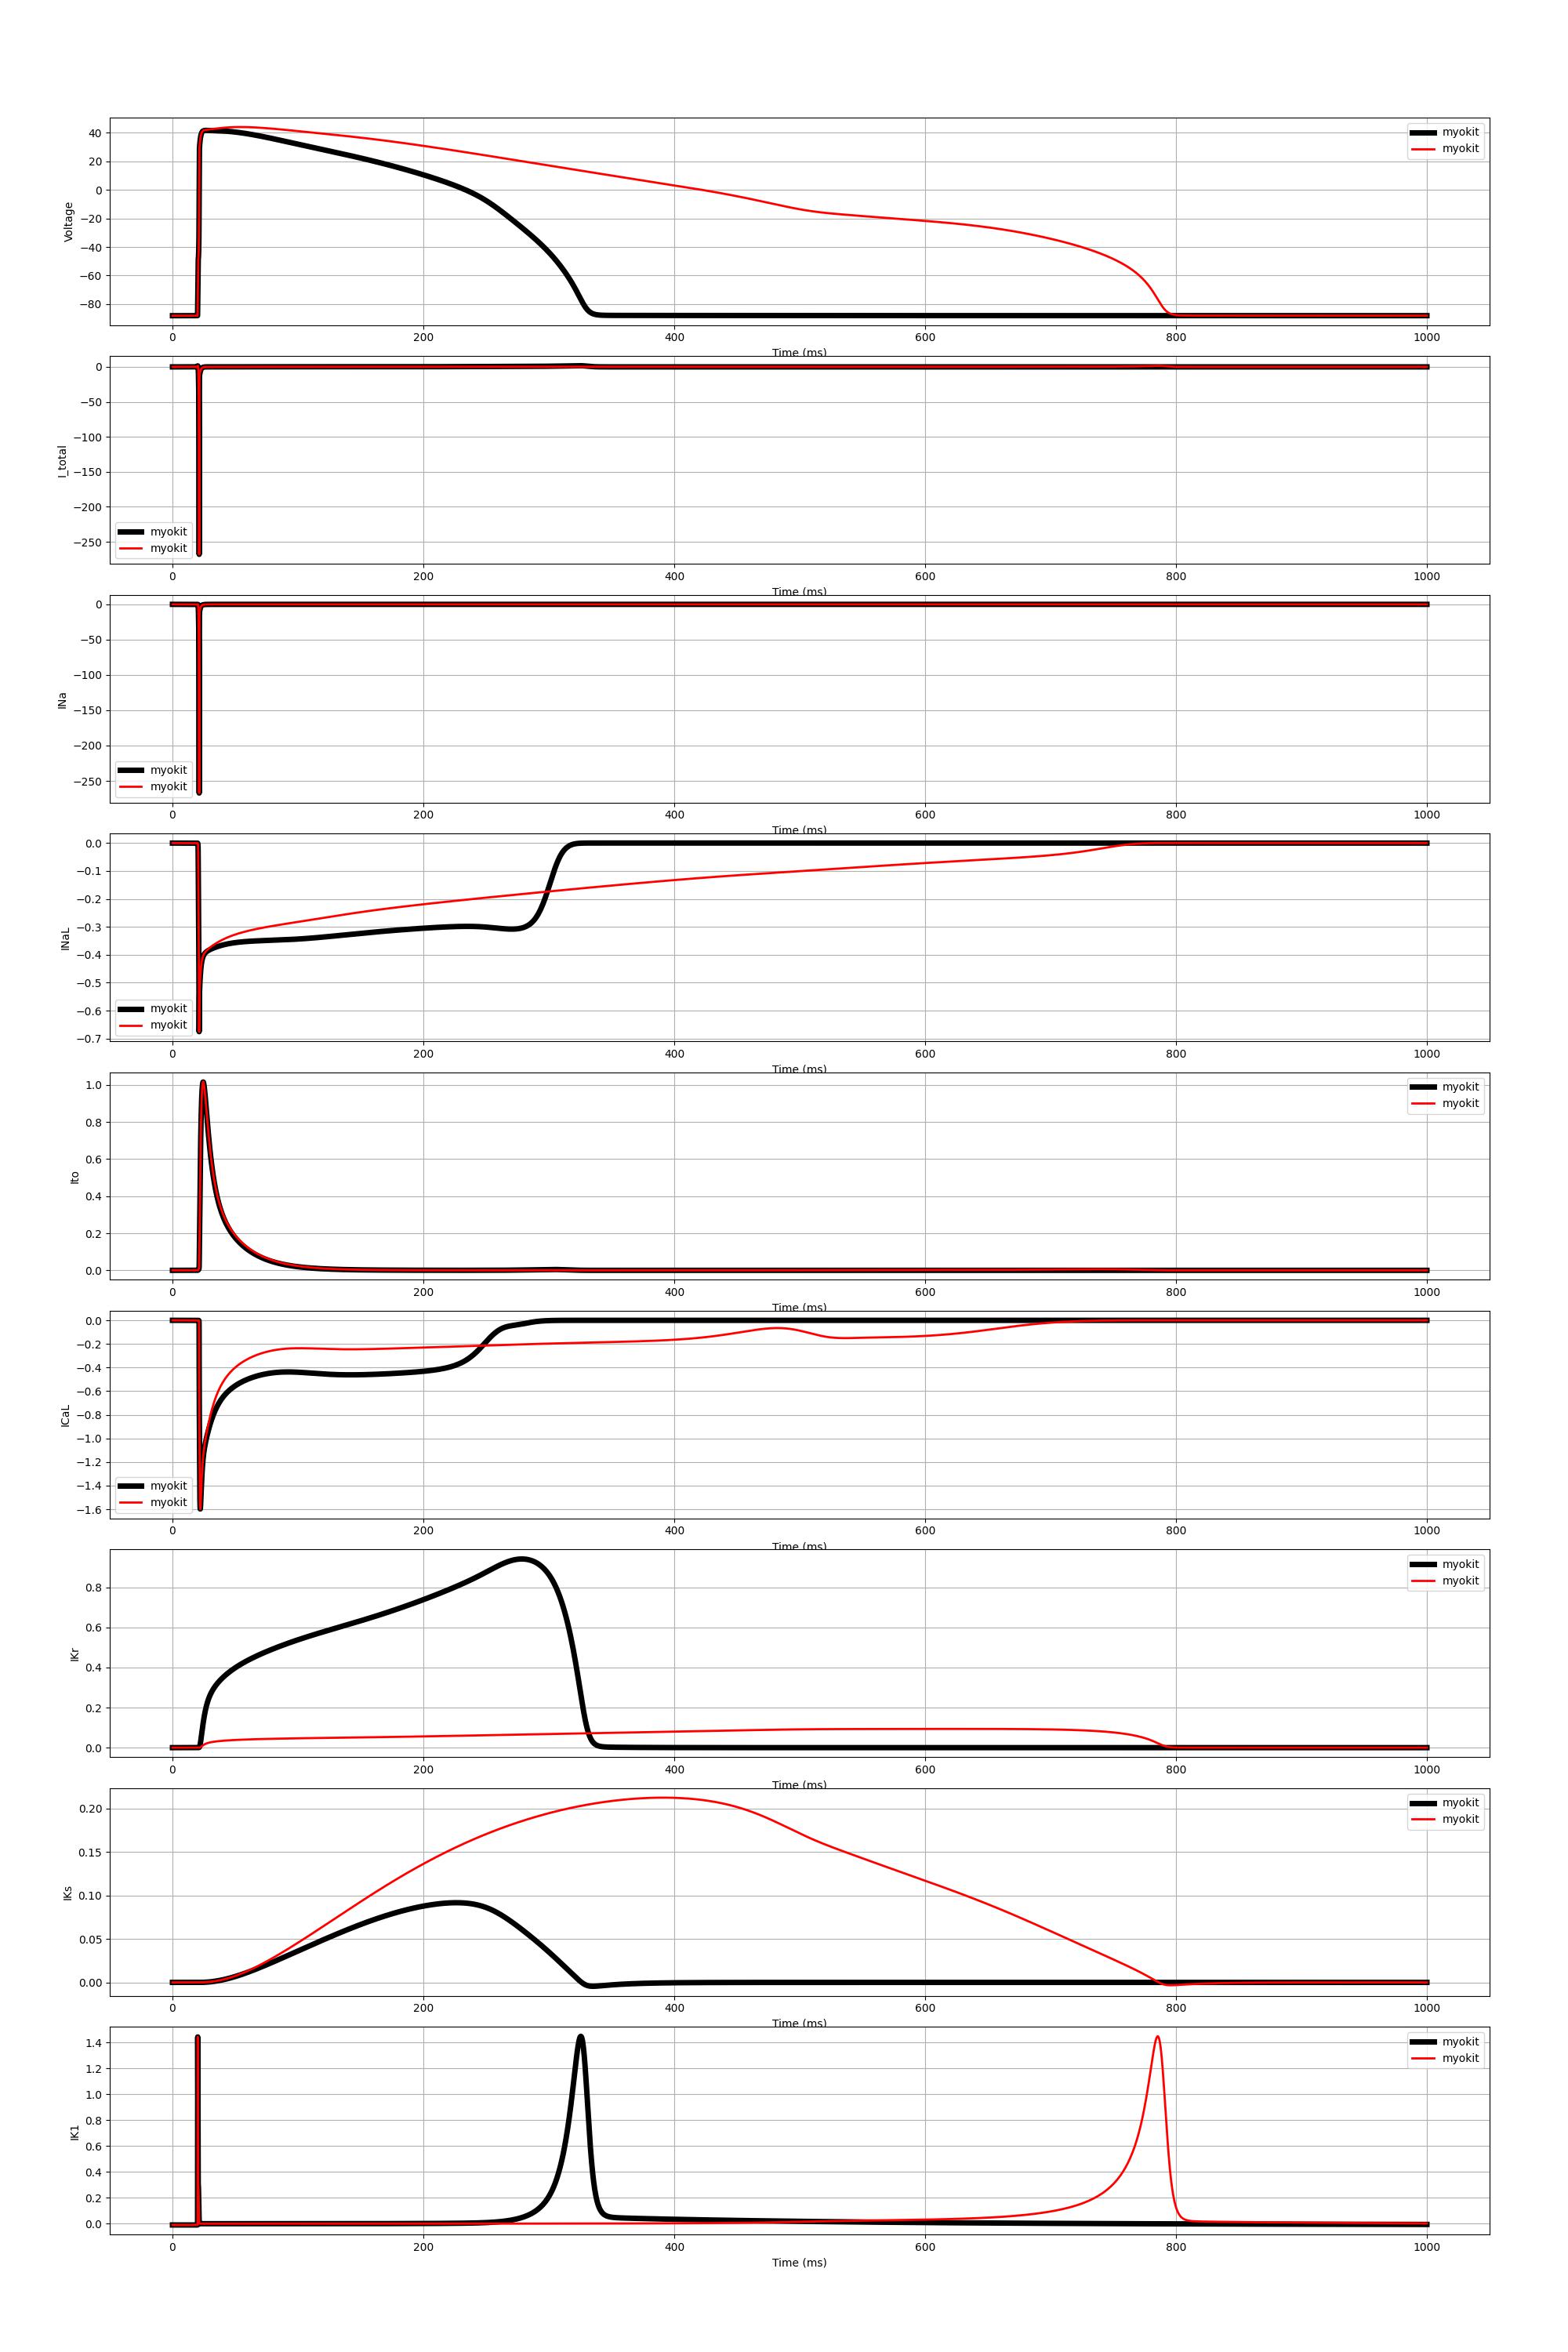 40
20
0
−20
−40
−60
−80
Voltage
myokit
myokit
0 200 400 600 800 1000
Time (ms)
0
−50
−100
−150
−200
−250
I_total
myokit
myokit
0 200 400 600 800 1000
Time (ms)
0
−50
−100
−150
−200
−250
INa
myokit
myokit
0 200 400 600 800 1000
Time (ms)
0.0
−0.1
−0.2
−0.3
−0.4
−0.5
−0.6
−0.7
INaL
myokit
myokit
0 200 400 600 800 1000
Time (ms)
1.0
0.8
0.6
0.4
0.2
0.0
Ito
myokit
myokit
0 200 400 600 800 1000
Time (ms)
0.0
−0.2
−0.4
−0.6
−0.8
−1.0
−1.2
−1.4
−1.6
ICaL
myokit
myokit
0 200 400 600 800 1000
Time (ms)
0.8
0.6
0.4
0.2
0.0
IKr
myokit
myokit
0 200 400 600 800 1000
Time (ms)
0.20
0.15
0.10
0.05
0.00
IKs
myokit
myokit
0 200 400 600 800 1000
Time (ms)
1.4
1.2
1.0
0.8
0.6
0.4
0.2
0.0
IK1
myokit
myokit
0 200 400 600 800 1000
Time (ms)